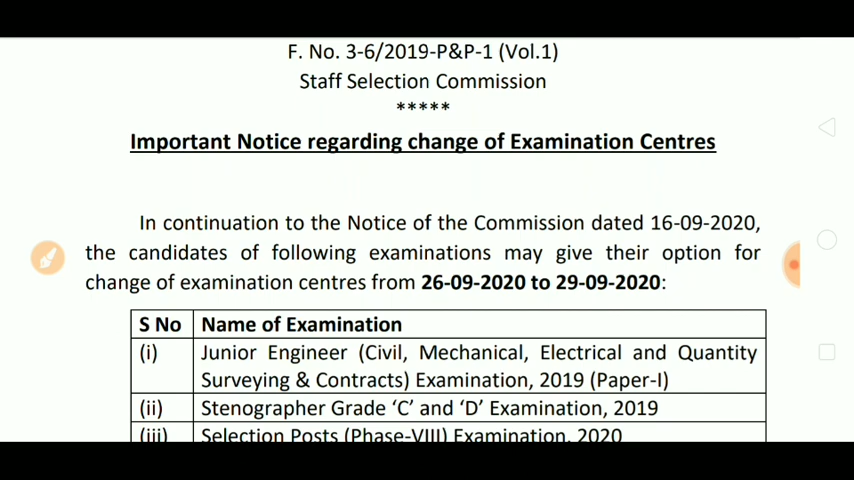 F. No. 3-6/2019-P&P-1 (Vol.1)
Staff Selection Commission
*****
Important Notice regarding change of Examination Centres
In continuation to the Notice of the Commission dated 16-09-2020,
the candidates of following examinations may give their option for
change of examination centres from 26-09-2020 to 29-09-2020:
S No Name of Examination
(i) Junior Engineer (Civil, Mechanical, Electrical and Quantity
Surveying & Contracts) Examination, 2019 (Paper-I)
(ii) Stenographer Grade ‘C’ and ‘D’ Examination, 2019
(iii) Selection Posts (Phase-VIII) Examination, 2020